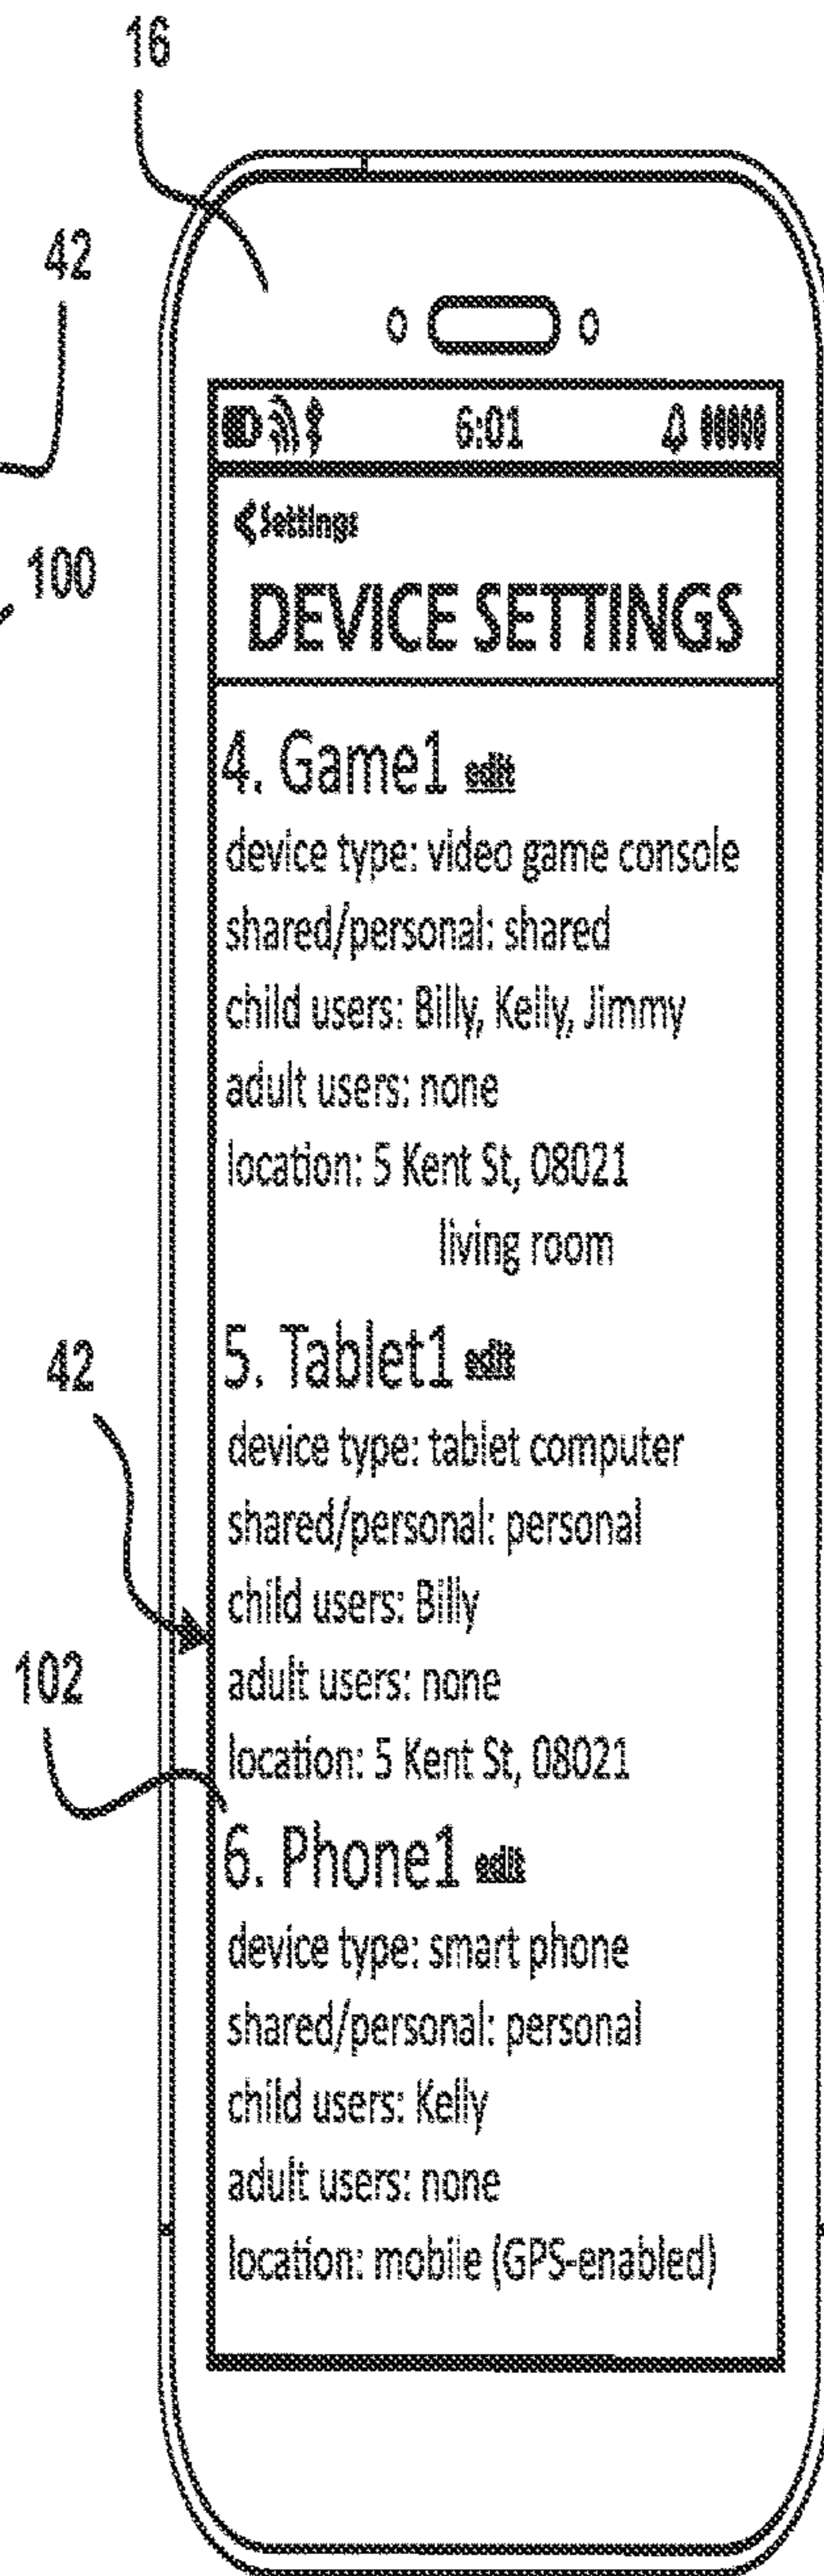 16
42
6:01
100
Settings
DEVICE SETTINGS
4. Game1 edit
device type: video game console
shared/personal: shared
child users: Billy, Kelly, Jimmy
adult users: none
location: 5 Kent St, 08021
living room
42
5. Tablet1 edit
device type: tablet computer
shared/personal: personal
child users: Billy
adult users: none
102
location: 5 Kent St, 08021
6. Phone1 edit
device type: smart phone
shared/personal: personal
child users: Kelly
adult users: none
location: mobile (GPS-enabled)